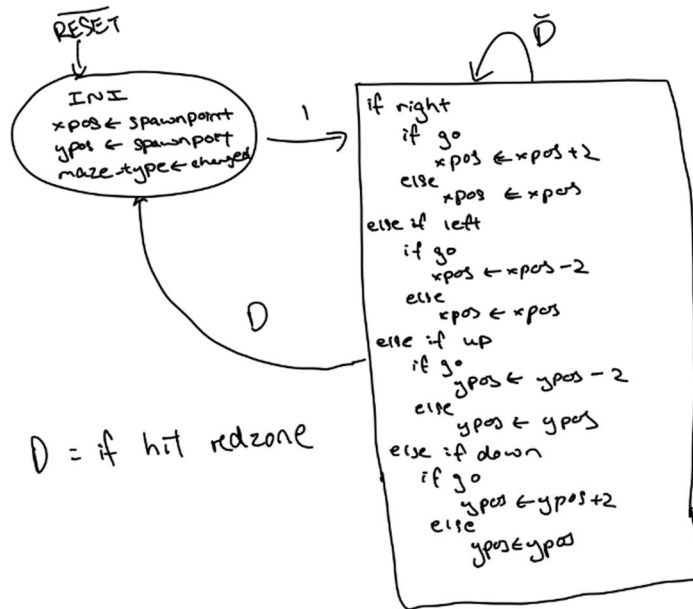 RESET
INI
xpos ← spawnpoint
ypos ← spawnport
maze-type ← changed
1
D̄
if right
if go
xpos ← xpos+2
else
xpos ← xpos
else if left
if go
xpos ← xpos-2
else
xpos ← xpos
else if up
if go
ypos ← ypos-2
else
ypos ← ypos
else if down
if go
ypos ← ypos+2
else
ypos ← ypos
D
D = if hit redzone